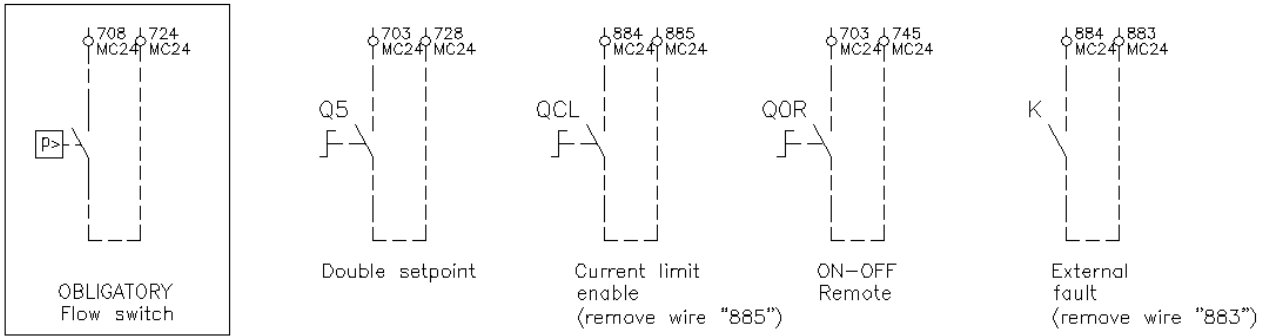 708 724
MC24 MC24
P>
OBLIGATORY
Flow switch
703 728
MC24 MC24
Q5
Double setpoint
884 885
MC24 MC24
QCL
Current limit
enable
(remove wire "885")
703 745
MC24 MC24
Q0R
ON-OFF
Remote
884 883
MC24 MC24
K
External
fault
(remove wire "883")